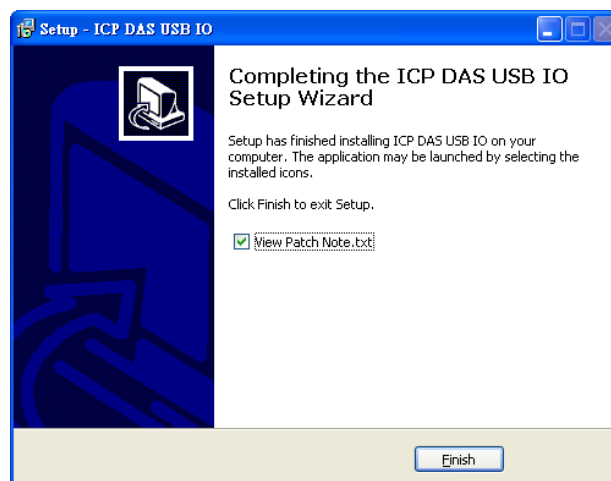 Setup - ICP DAS USB IO
Completing the ICP DAS USB IO
Setup Wizard
Setup has finished installing ICP DAS USB IO on your
computer. The application may be launched by selecting the
installed icons.
Click Finish to exit Setup.
View Patch Note.txt
Finish